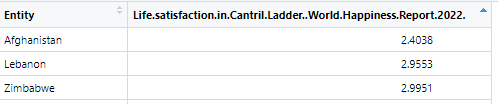 Entity Life.satisfaction.in.Cantril.Ladder..World.Happiness.Report.2022.
Afghanistan 2.4038
Lebanon 2.9553
Zimbabwe 2.9951